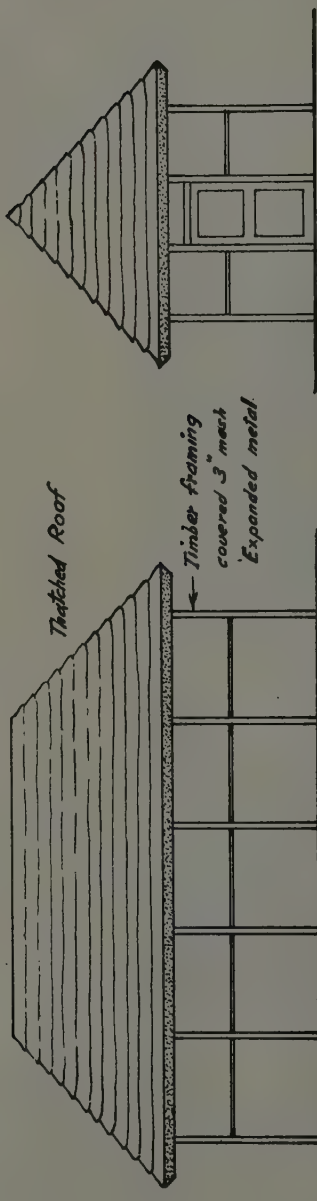 Thatched Roof
Timber framing
covered 3" mesh
'Expanded metal.